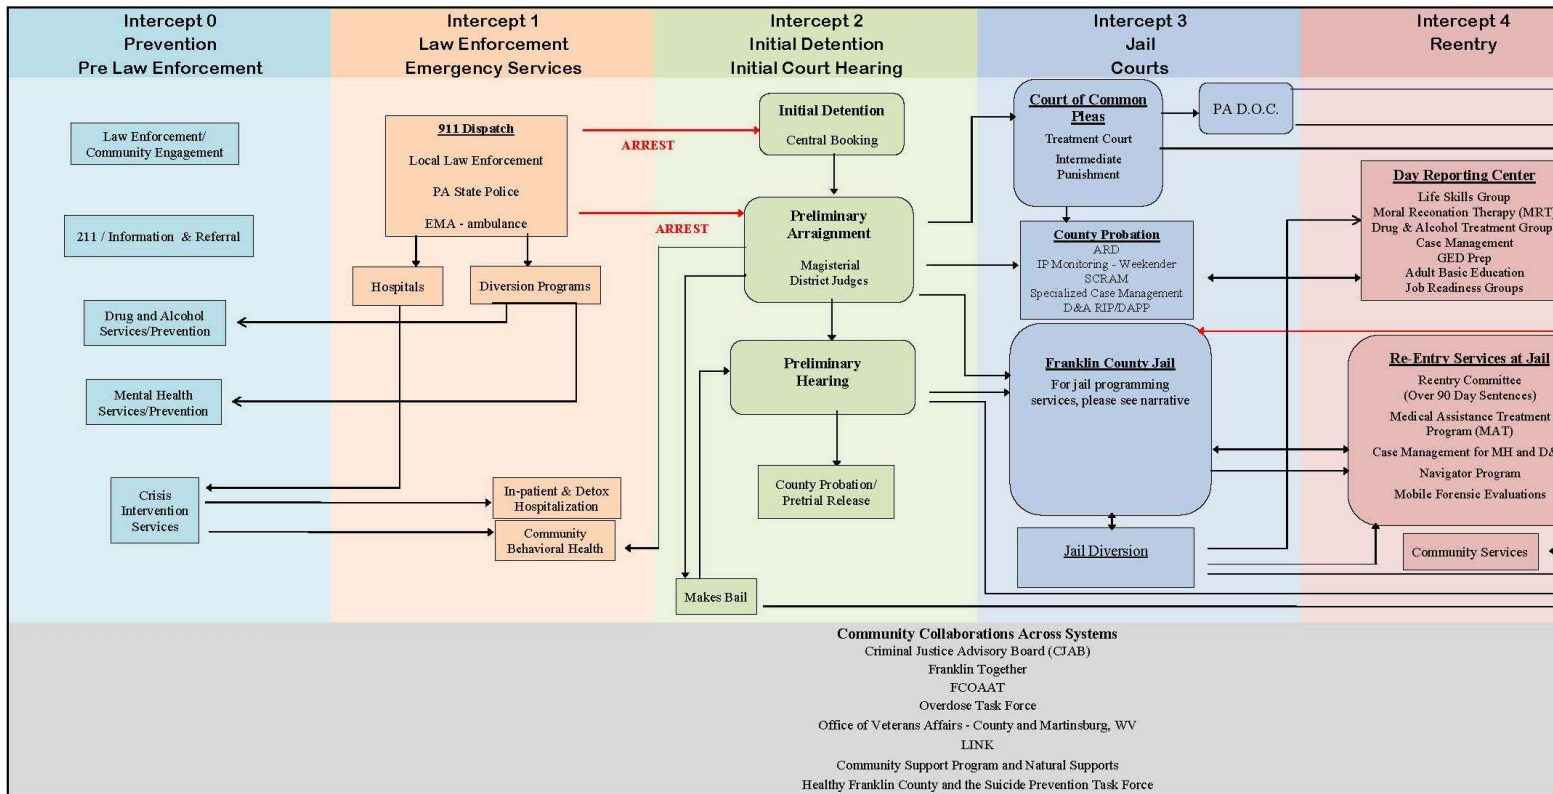 Intercept 0
Prevention
Pre Law Enforcement
Intercept 1
Law Enforcement
Emergency Services
Intercept 2
Initial Detention
Initial Court Hearing
Intercept 3
Jail
Courts
Intercept 4
Reentry
Law Enforcement/
Community Engagement
211 / Information & Referral
Drug and Alcohol
Services/Prevention
Mental Health
Services/Prevention
Crisis
Intervention
Services
911 Dispatch
Local Law Enforcement
PA State Police
EMA - ambulance
Hospitals
Diversion Programs
In-patient & Detox
Hospitalization
Community
Behavioral Health
ARREST
ARREST
Initial Detention
Central Booking
Preliminary
Arraignment
Magisterial
District Judges
Preliminary
Hearing
County Probation/
Pretrial Release
Makes Bail
Court of Common
Pleas
Treatment Court
Intermediate
Punishment
PA D.O.C.
County Probation
ARD
IP Monitoring - Weekender
SCRAM
Specialized Case Management
D&A RIP/DAPP
Franklin County Jail
For jail programming
services, please see narrative
Jail Diversion
Day Reporting Center
Life Skills Group
Moral Reconation Therapy (MRT)
Drug & Alcohol Treatment Group
Case Management
GED Prep
Adult Basic Education
Job Readiness Groups
Re-Entry Services at Jail
Reentry Committee
(Over 90 Day Sentences)
Medical Assistance Treatment
Program (MAT)
Case Management for MH and
Navigator Program
Mobile Forensic Evaluations
Community Services
Community Collaborations Across Systems
Criminal Justice Advisory Board (CJAB)
Franklin Together
FCOAAT
Overdose Task Force
Office of Veterans Affairs - County and Martinsburg, WV
LINK
Community Support Program and Natural Supports
Healthy Franklin County and the Suicide Prevention Task Force